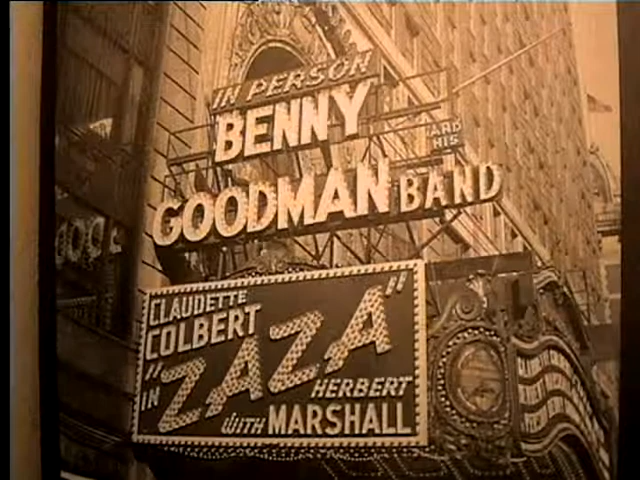 IN PERSON
BENNY
AND HIS
GOODMAN BAND
CLAUDETTE
COLBERT
IN "ZAZA"
WITH HERBERT
MARSHALL